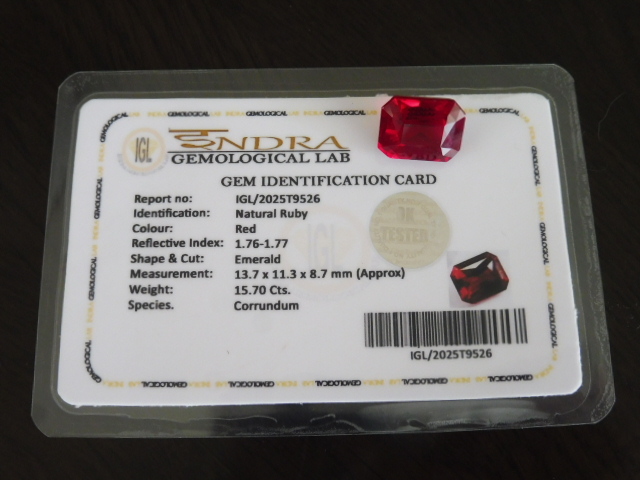 IGL
इNDRA
GEMOLOGICAL LAB
GEM IDENTIFICATION CARD
Report no: IGL/2025T9526
Identification: Natural Ruby
Colour: Red
Reflective Index: 1.76-1.77
Shape & Cut: Emerald
Measurement: 13.7 x 11.3 x 8.7 mm (Approx)
Weight: 15.70 Cts.
Species. Corrundum
TESTED
IGL/2025T9526